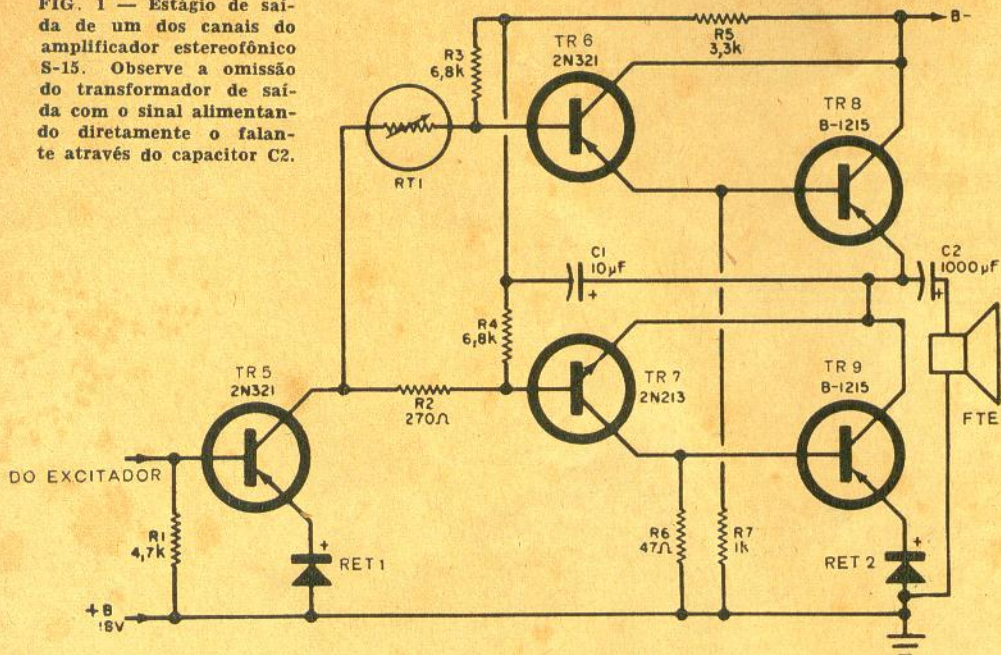 FIG. 1 — Estágio de saí-
da de um dos canais do
amplificador estereofônico
S-15. Observe a omissão
do transformador de saí-
da com o sinal alimentan-
do diretamente o falan-
te através do capacitor C2.
B-
R5
3,3k
R3
6,8k
TR 6
2N321
TR 8
B-1215
RT1
C1
10µF
+
C2
1000µF
+
R4
6,8k
TR 5
2N321
R2
270Ω
TR 7
2N213
TR 9
B-1215
FTE
DO EXCITADOR
R1
4,7k
+
RET 1
R6
47Ω
R7
1k
+
RET 2
+B
18V